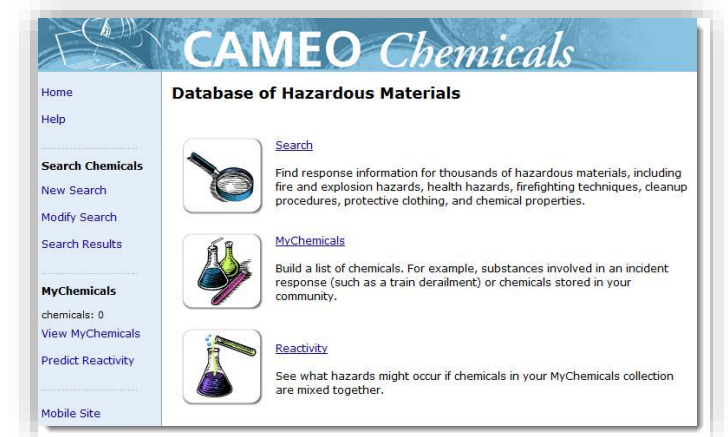 CAMEO Chemicals
Home
Help
Search Chemicals
New Search
Modify Search
Search Results
MyChemicals
chemicals: 0
View MyChemicals
Predict Reactivity
Mobile Site
Database of Hazardous Materials
Search
Find response information for thousands of hazardous materials, including
fire and explosion hazards, health hazards, firefighting techniques, cleanup
procedures, protective clothing, and chemical properties.
MyChemicals
Build a list of chemicals. For example, substances involved in an incident
response (such as a train derailment) or chemicals stored in your
community.
Reactivity
See what hazards might occur if chemicals in your MyChemicals collection
are mixed together.